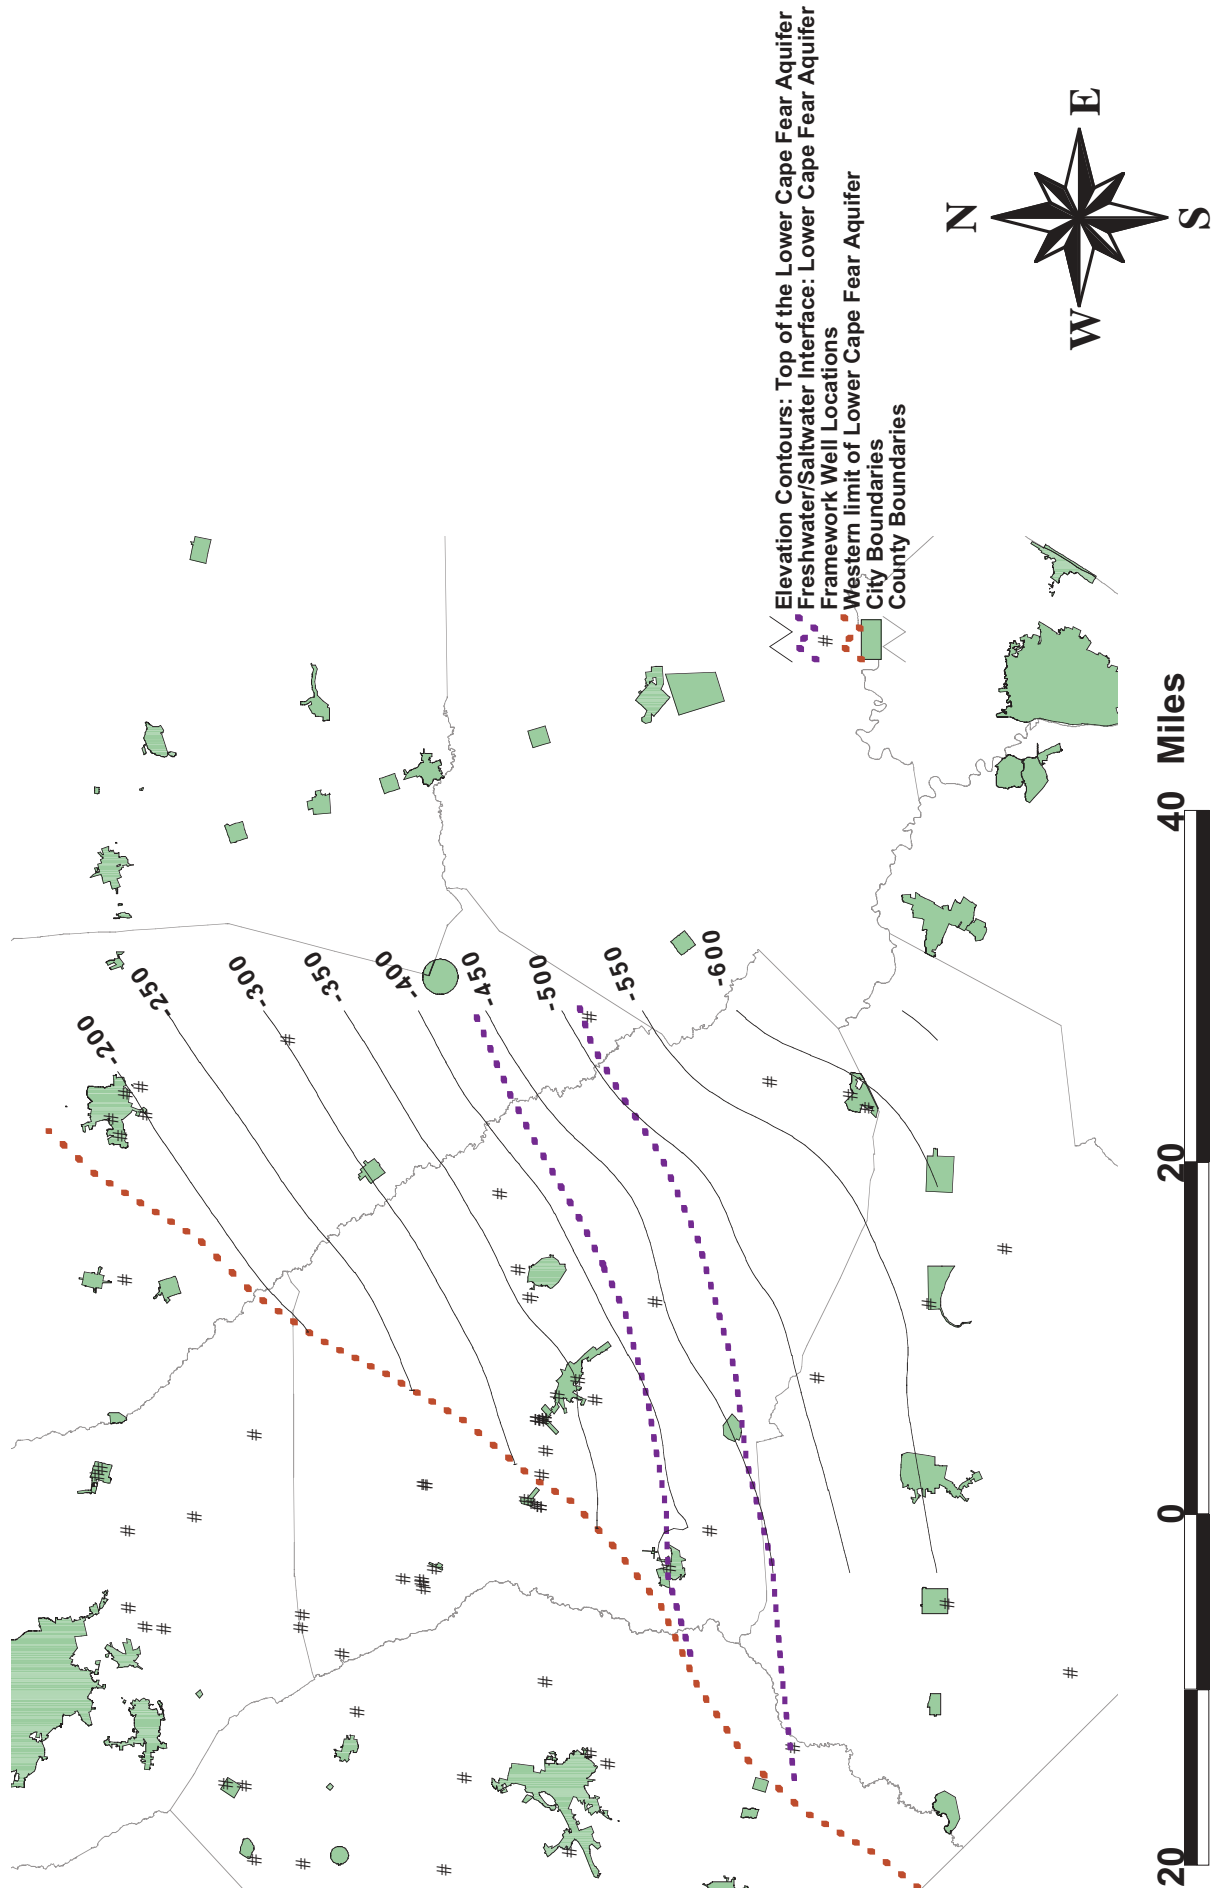 -200
-250
-300
-350
-400
-450
-500
-550
-600
Elevation Contours: Top of the Lower Cape Fear Aquifer
Freshwater/Saltwater Interface: Lower Cape Fear Aquifer
Framework Well Locations
Western limit of Lower Cape Fear Aquifer
City Boundaries
County Boundaries
N
E
S
W
20
0
20
40 Miles